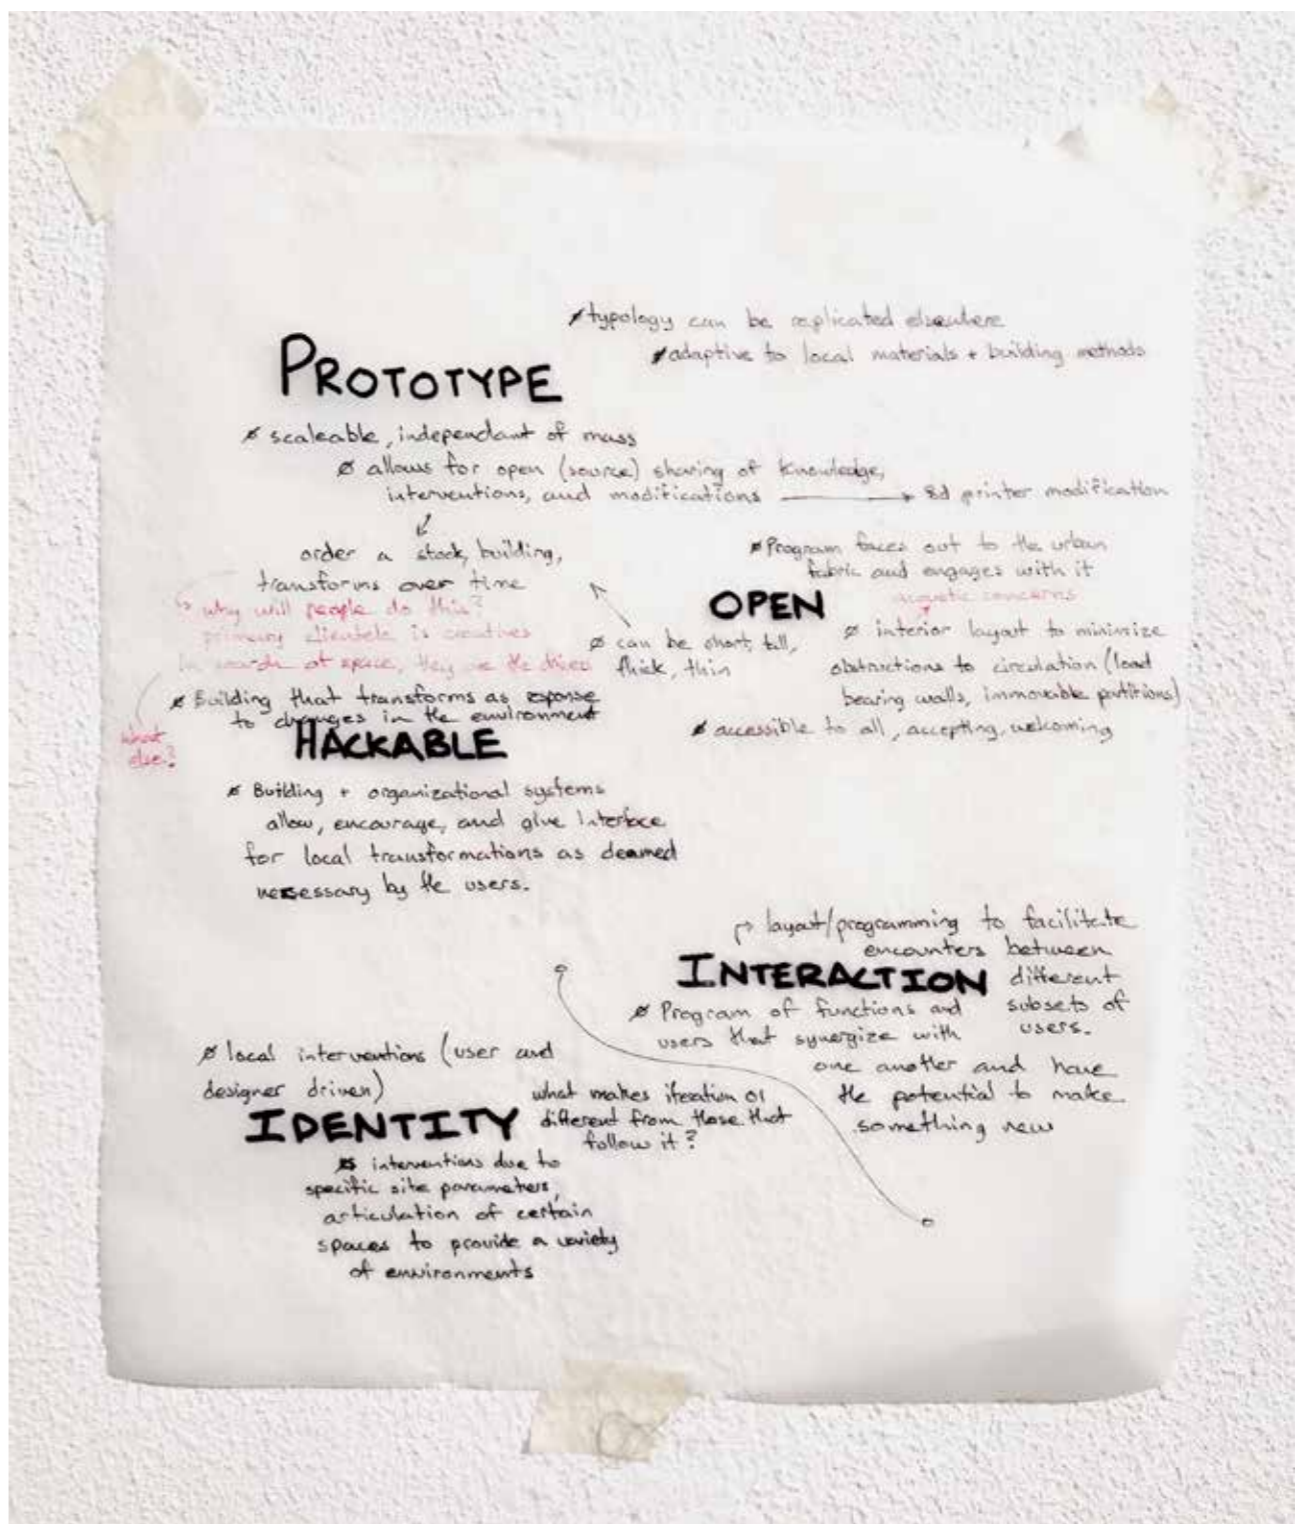 ø typology can be replicated elsewhere
ø adaptive to local materials + building methods
PROTOTYPE
ø scaleable, independant of mass
ø allows for open (source) sharing of knowledge,
interventions, and modifications → 3d printer modification
order a stock building,
transforms over time
why will people do this?
primary clientele is creatives
in search of space, they are the driver
what
else?
ø can be short, tall,
thick, thin
ø Program faces out to the urban
fabric and engages with it
OPEN
concerns
ø interior layout to minimize
obstructions to circulation (load
bearing walls, immovable partitions)
ø accessible to all, accepting, welcoming
ø Building that transforms as response
to changes in the environment
HACKABLE
ø Building + organizational systems
allow, encourage, and give interface
for local transformations as deemed
necessary by the users.
layout/programming to facilitate
encounters between
different
subsets of
users.
INTERACTION
ø Program of functions and
users that synergize with
one another and have
the potential to make
something new
ø local interventions (user and
designer driven)
IDENTITY
what makes iteration 01
different from those that
follow it?
ø interventions due to
specific site parameters,
articulation of certain
spaces to provide a variety
of environments